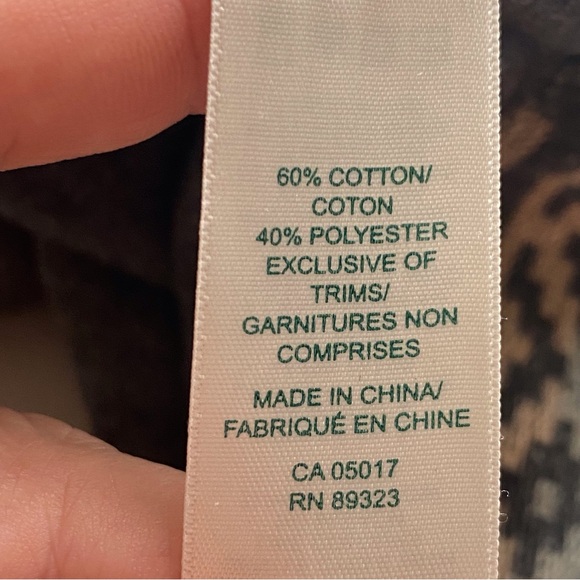 60% COTTON/
COTON
40% POLYESTER
EXCLUSIVE OF
TRIMS/
GARNITURES NON
COMPRISES
MADE IN CHINA/
FABRIQUÉ EN CHINE
CA 05017
RN 89323